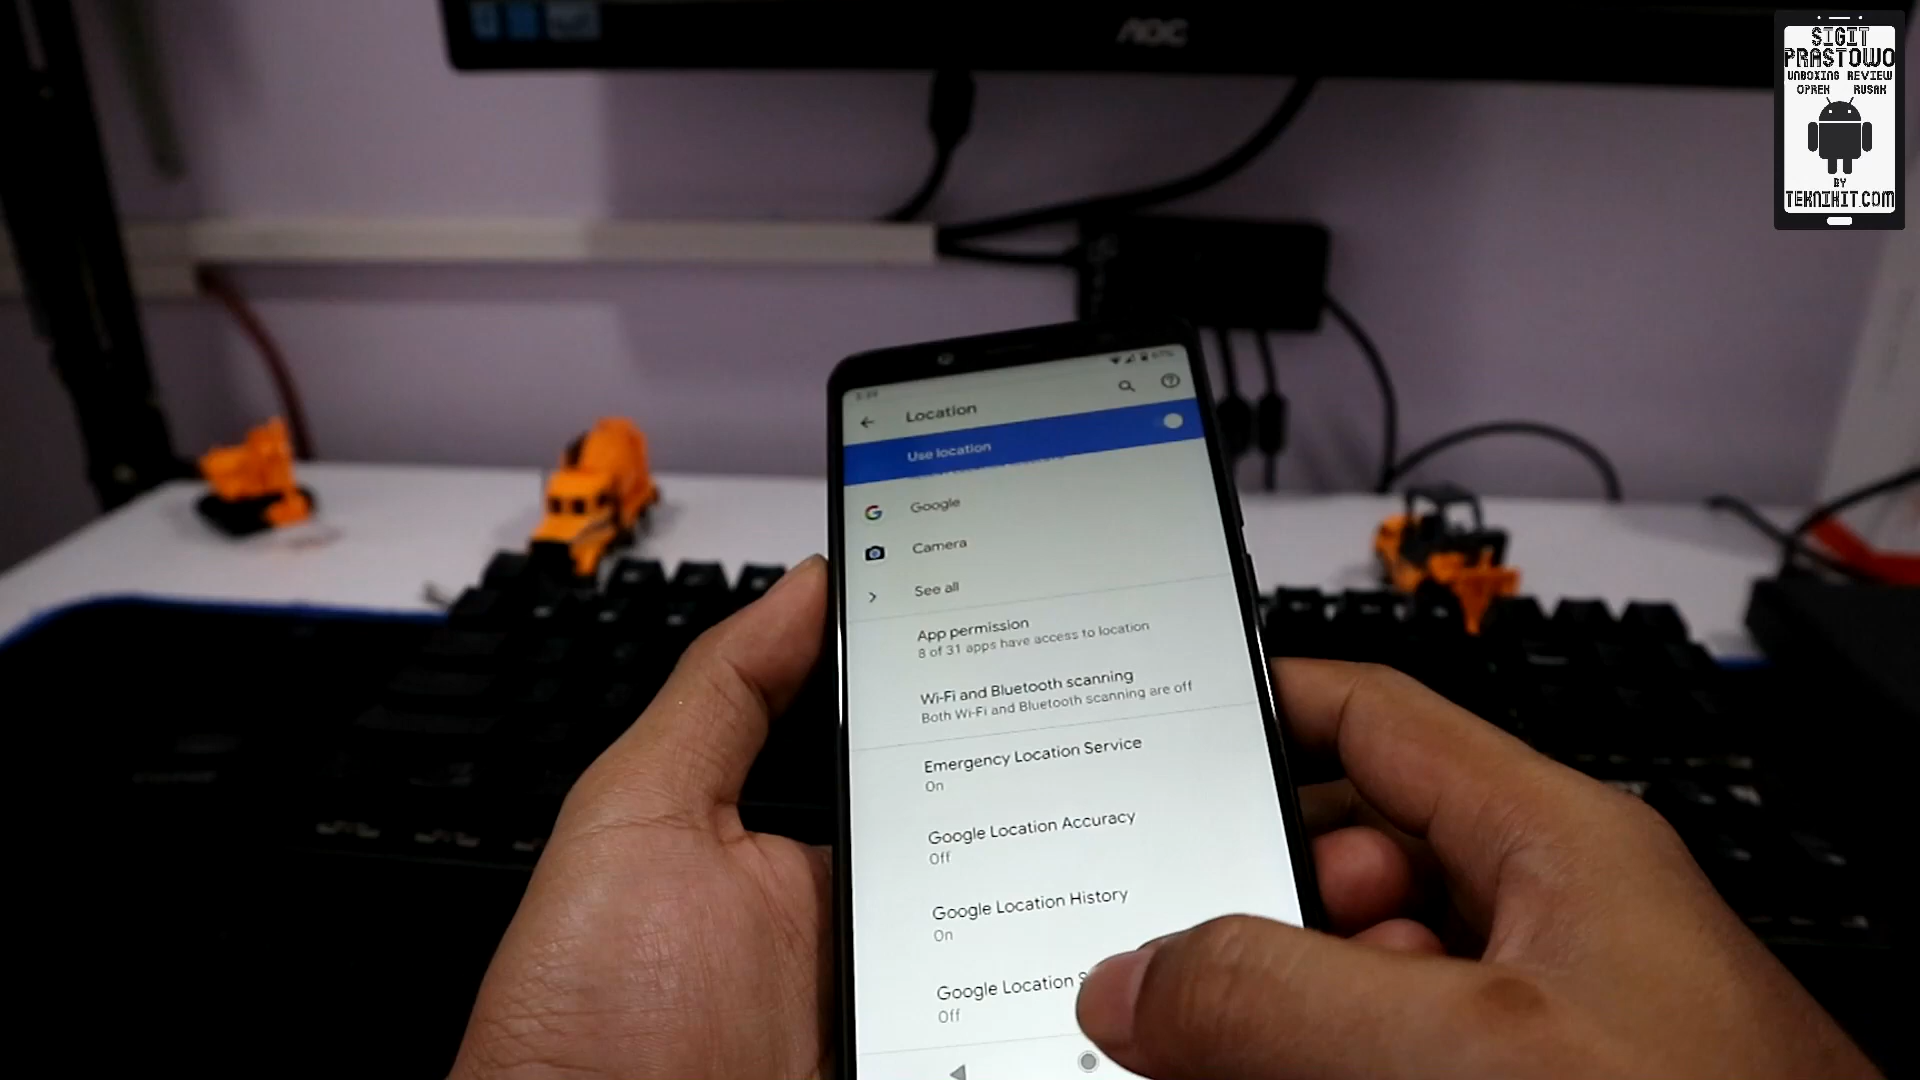 AOC
SIGIT
PRASTOWO
UNBOXING REVIEW
OPREK RUSAK
BY
TEKNIKIT.COM
Location
Use location
Google
Camera
See all
App permission
8 of 31 apps have access to location
Wi-Fi and Bluetooth scanning
Both Wi-Fi and Bluetooth scanning are off
Emergency Location Service
On
Google Location Accuracy
Off
Google Location History
On
Google Location
Off